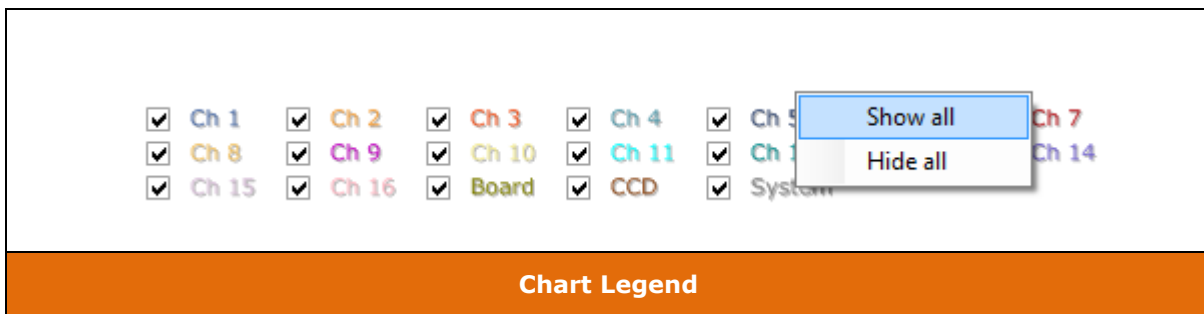 Ch 1 Ch 2 Ch 3 Ch 4 Ch 5 Show all Ch 7
Ch 8 Ch 9 Ch 10 Ch 11 Ch Hide all Ch 14
Ch 15 Ch 16 Board CCD System
Chart Legend